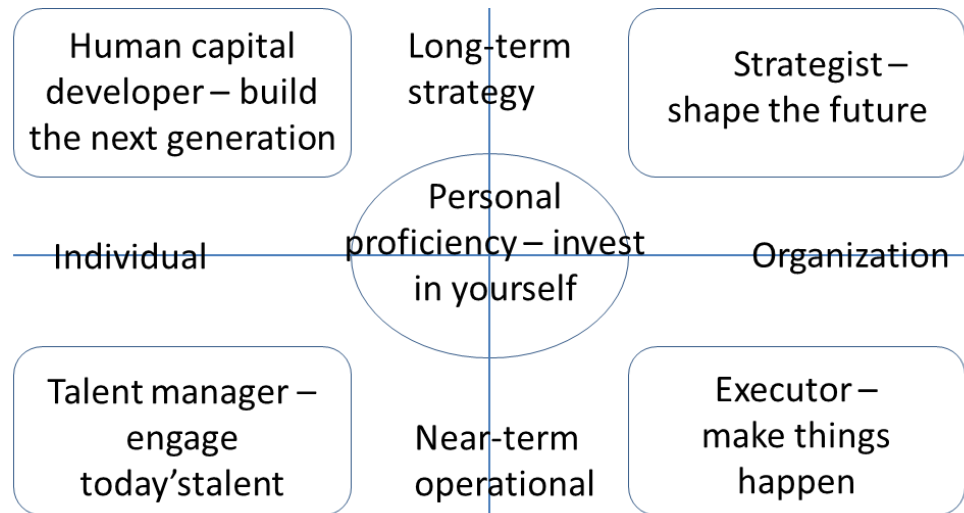 Human capital
developer – build
the next generation
Long-term
strategy
Strategist –
shape the future
Personal
proficiency – invest
in yourself
Individual
Organization
Talent manager –
engage
today’stalent
Near-term
operational
Executor –
make things
happen